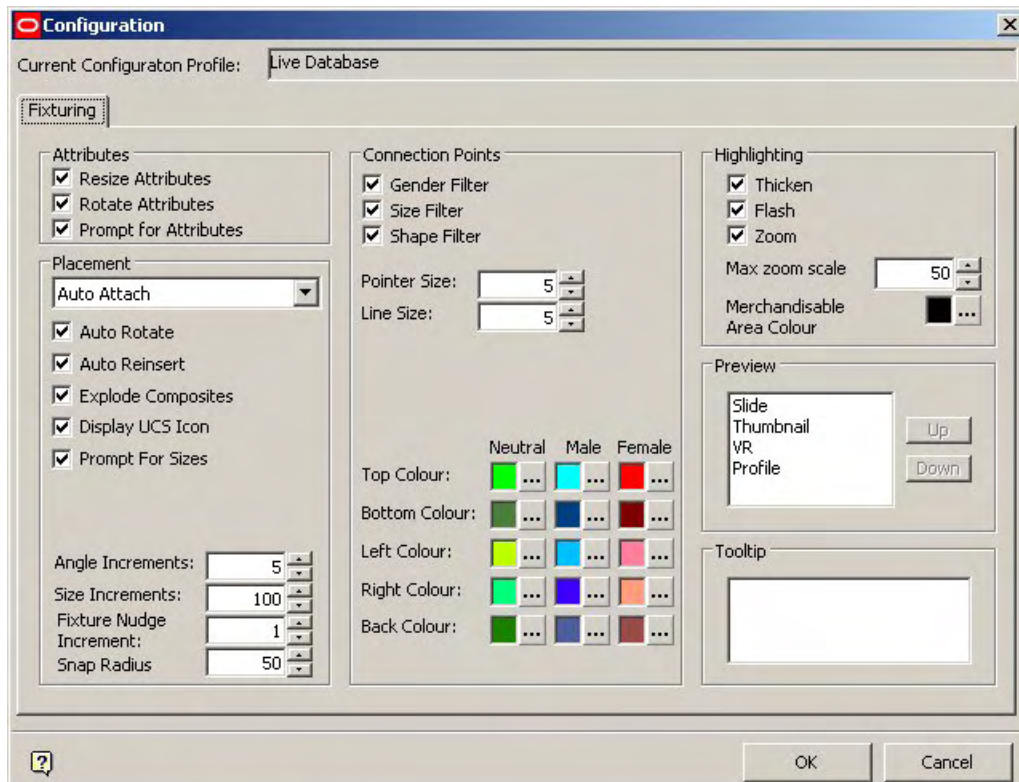 Configuration
Current Configuraton Profile: Live Database
Fixturing
Attributes
Resize Attributes
Rotate Attributes
Prompt for Attributes
Placement
Auto Attach
Auto Rotate
Auto Reinsert
Explode Composites
Display UCS Icon
Prompt For Sizes
Angle Increments: 5
Size Increments: 100
Fixture Nudge
Increment: 1
Snap Radius 50
Connection Points
Gender Filter
Size Filter
Shape Filter
Pointer Size: 5
Line Size: 5
Neutral Male Female
Top Colour: ... ... ...
Bottom Colour: ... ... ...
Left Colour: ... ... ...
Right Colour: ... ... ...
Back Colour: ... ... ...
Highlighting
Thicken
Flash
Zoom
Max zoom scale 50
Merchandisable
Area Colour ...
Preview
Slide
Thumbnail
VR
Profile
Up
Down
Tooltip
?
OK Cancel